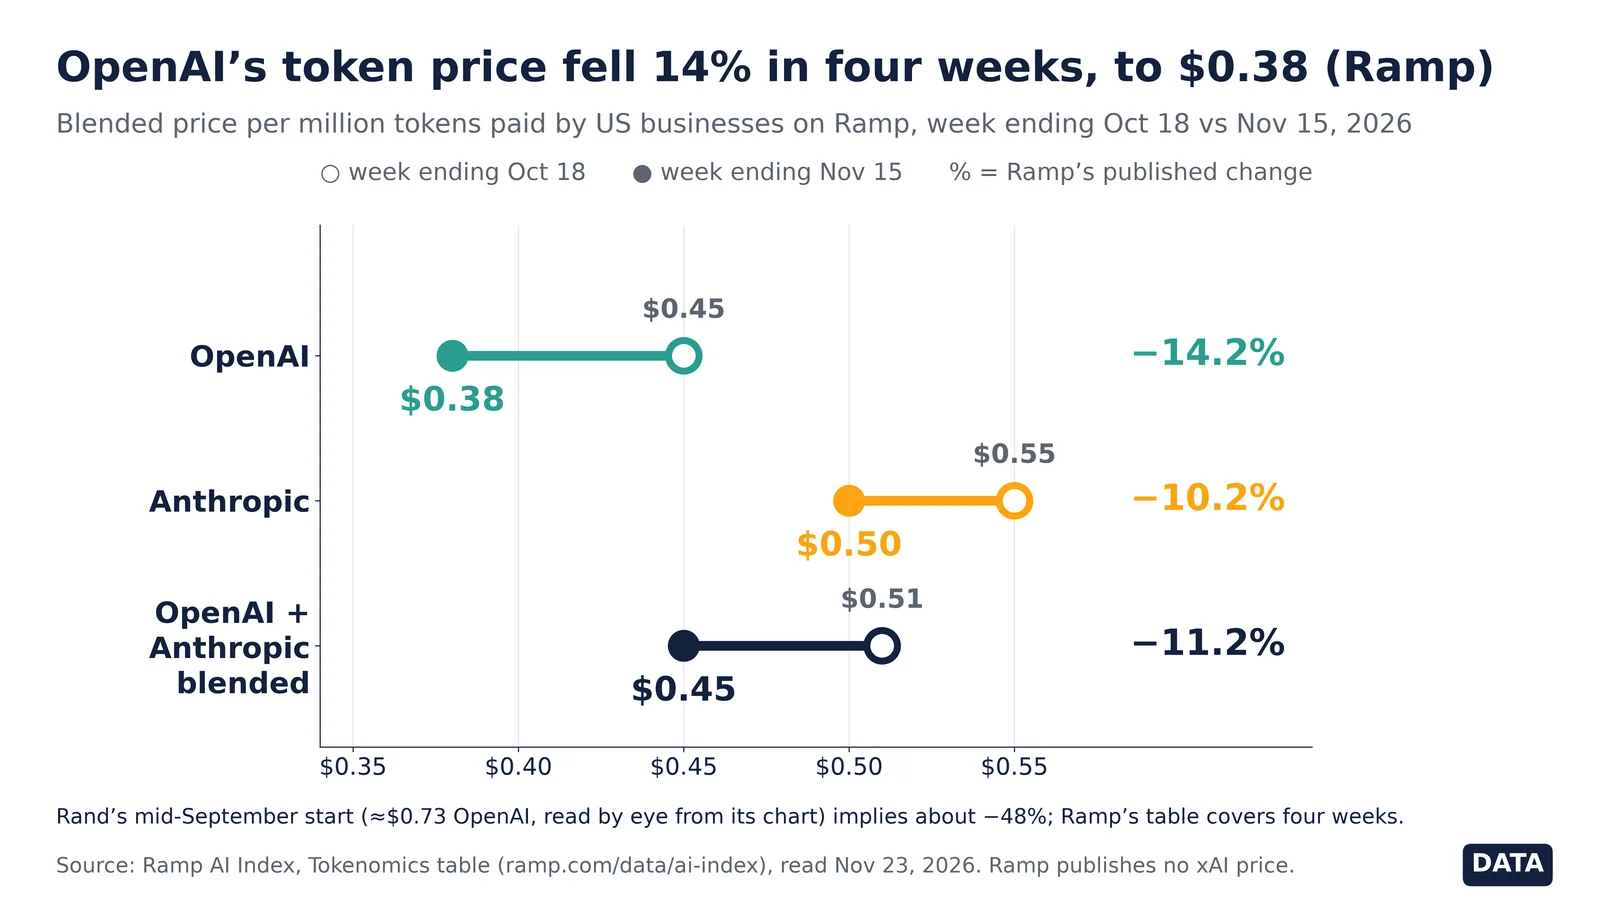 OpenAI’s token price fell 14% in four weeks, to $0.38 (Ramp)
Blended price per million tokens paid by US businesses on Ramp, week ending Oct 18 vs Nov 15, 2026
○ week ending Oct 18 ● week ending Nov 15 % = Ramp’s published change
$0.45
OpenAI −14.2%
$0.38
$0.55
Anthropic −10.2%
$0.50
$0.51
OpenAI +
Anthropic −11.2%
blended
$0.45
$0.35 $0.40 $0.45 $0.50 $0.55
Rand’s mid-September start (≈$0.73 OpenAI, read by eye from its chart) implies about −48%; Ramp’s table covers four weeks.
Source: Ramp AI Index, Tokenomics table (ramp.com/data/ai-index), read Nov 23, 2026. Ramp publishes no xAI price.
DATA